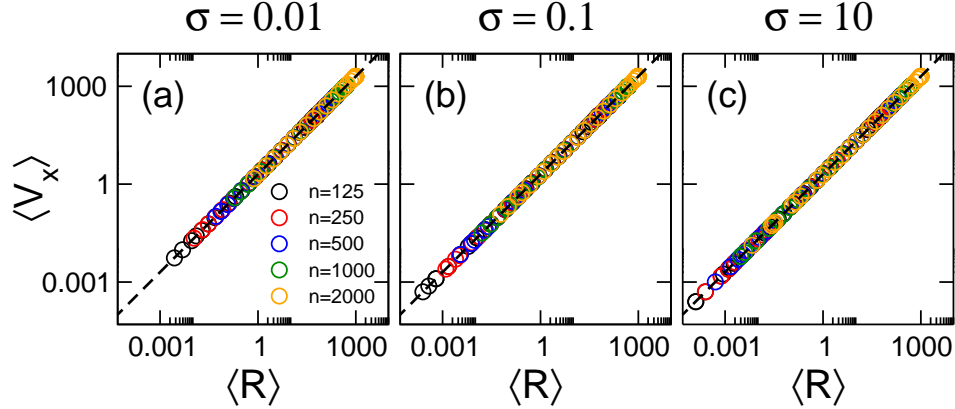 σ = 0.01
σ = 0.1
σ = 10
(a)
(b)
(c)
⟨V_x⟩
1000
1
0.001
n=125
n=250
n=500
n=1000
n=2000
0.001 1 1000
0.001 1 1000
0.001 1 1000
⟨R⟩
⟨R⟩
⟨R⟩